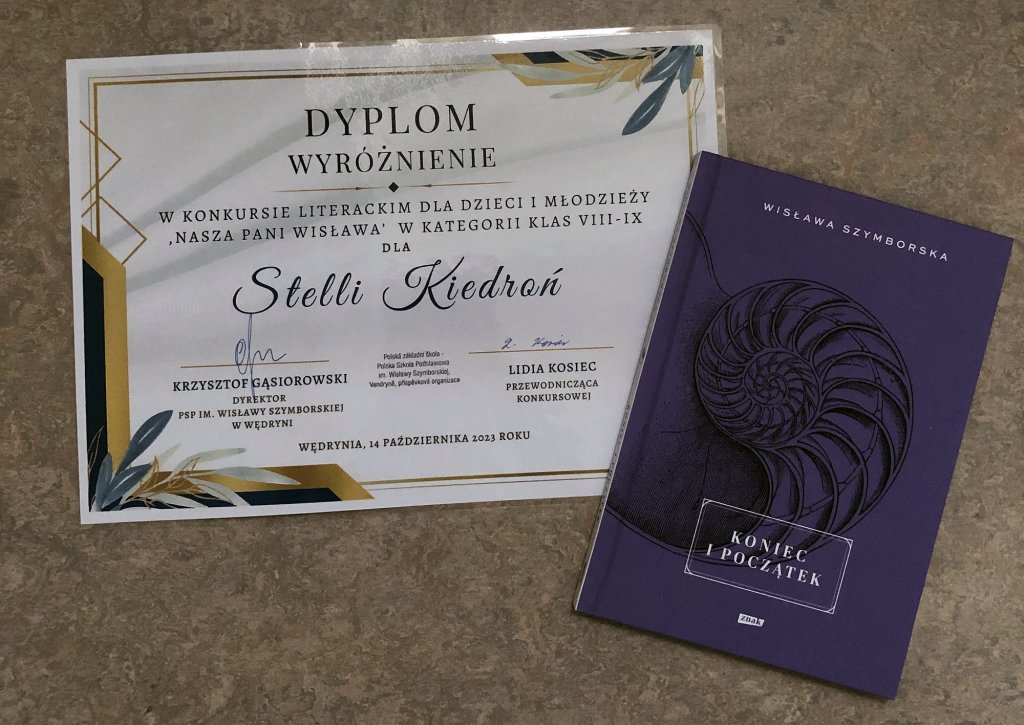 DYPLOM
WYRÓŻNIENIE
W KONKURSIE LITERACKIM DLA DZIECI I MŁODZIEŻY
‚NASZA PANI WISŁAWA’ W KATEGORII KLAS VIII-IX
DLA
Stelli Kiedroń
KRZYSZTOF GĄSIOROWSKI
DYREKTOR
PSP IM. WISŁAWY SZYMBORSKIEJ
W WĘDRYNI
Polská základní škola -
Polska Szkoła Podstawowa
im. Wisławy Szymborskiej,
Vendryně, příspěvková organizace
L. Kosiec
LIDIA KOSIEC
PRZEWODNICZĄCA
KONKURSOWEJ
WĘDRYNIA, 14 PAŹDZIERNIKA 2023 ROKU
WISŁAWA SZYMBORSKA
KONIEC
I POCZĄTEK
znak